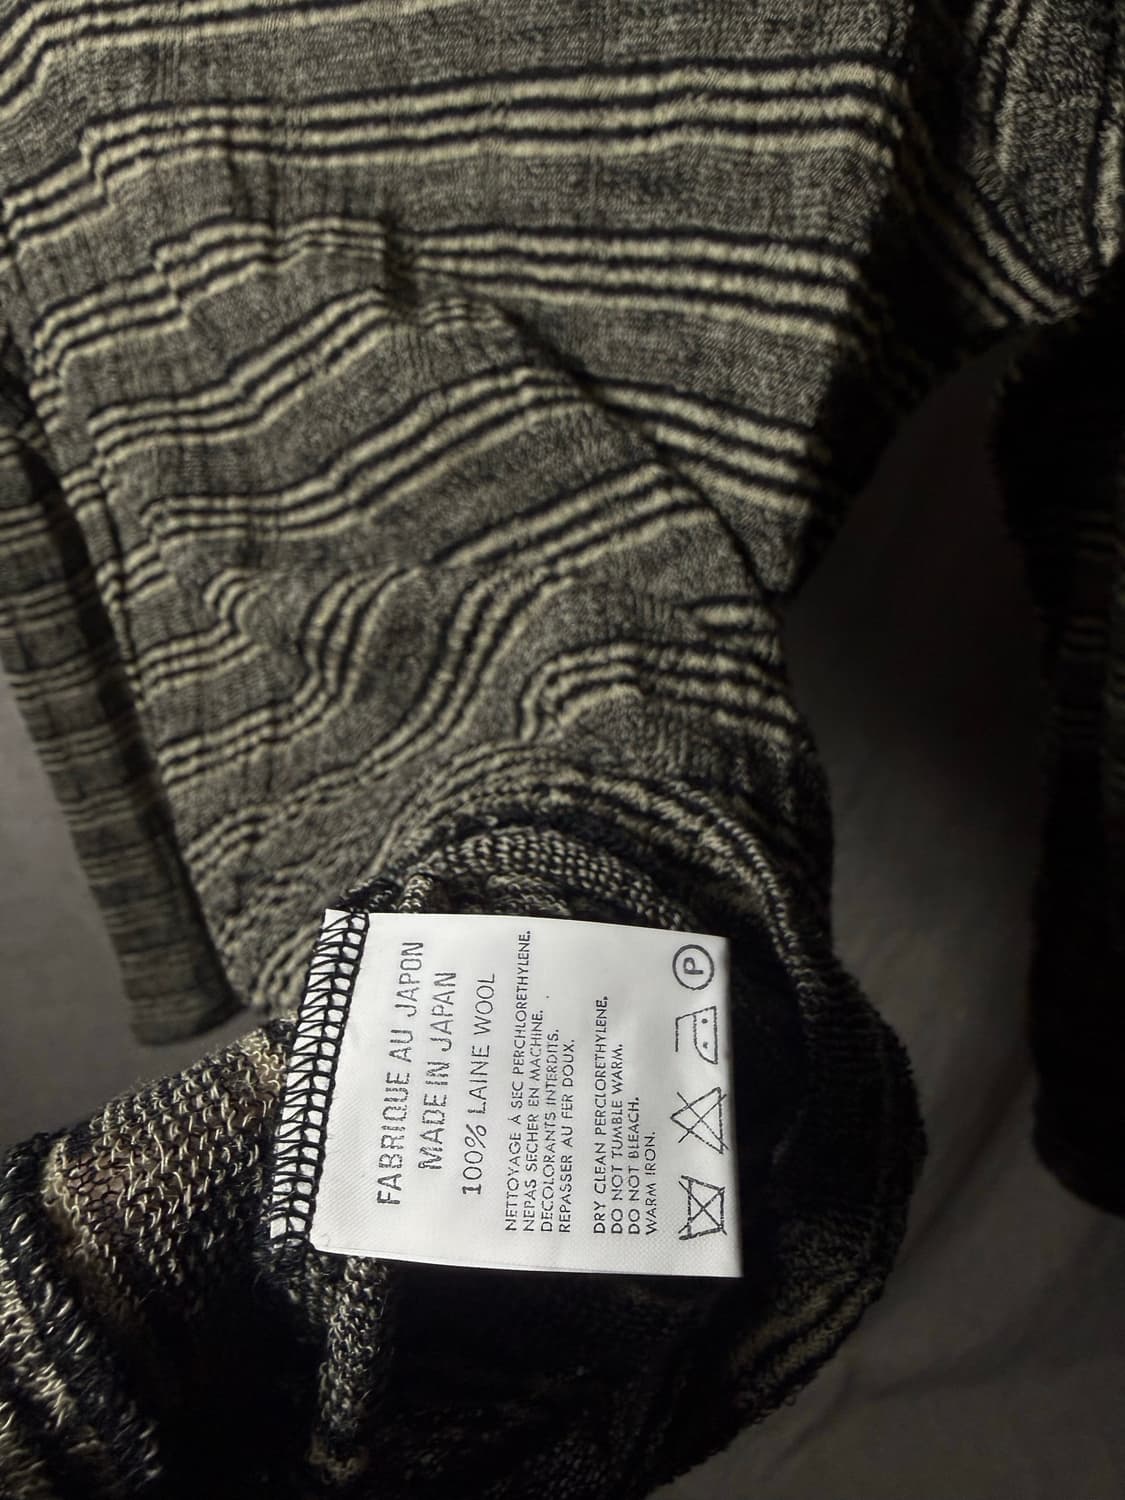 FABRIQUE AU JAPON
MADE IN JAPAN
100% LAINE WOOL
NETTOYAGE À SEC PERCHLORETHYLENE.
NEPAS SECHER EN MACHINE.
DECOLORANTS INTERDITS.
REPASSER AU FER DOUX.
DRY CLEAN PERCLORETHYLENE.
DO NOT TUMBLE WARM.
DO NOT BLEACH.
WARM IRON.
P